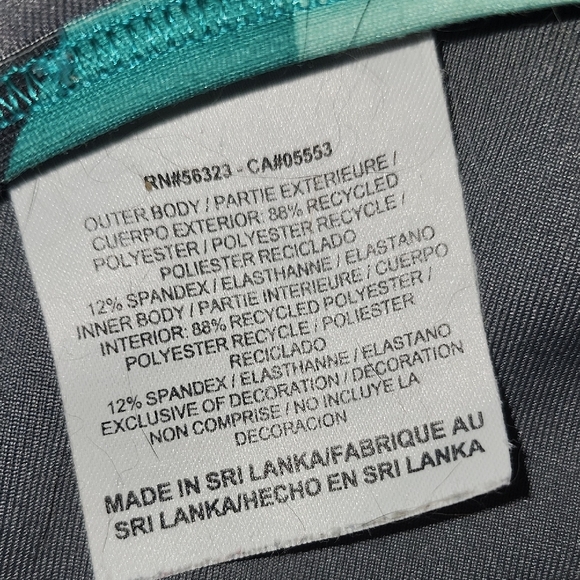 RN#56323 - CA#05553
OUTER BODY / PARTIE EXTERIEURE /
CUERPO EXTERIOR: 88% RECYCLED
POLYESTER / POLYESTER RECYCLE /
POLIESTER RECICLADO
12% SPANDEX / ELASTHANNE / ELASTANO
INNER BODY / PARTIE INTERIEURE / CUERPO
INTERIOR: 88% RECYCLED POLYESTER /
POLYESTER RECYCLE / POLIESTER
RECICLADO
12% SPANDEX / ELASTHANNE / ELASTANO
EXCLUSIVE OF DECORATION / DECORATION
NON COMPRISE / NO INCLUYE LA
DECORACION
MADE IN SRI LANKA/FABRIQUE AU
SRI LANKA/HECHO EN SRI LANKA